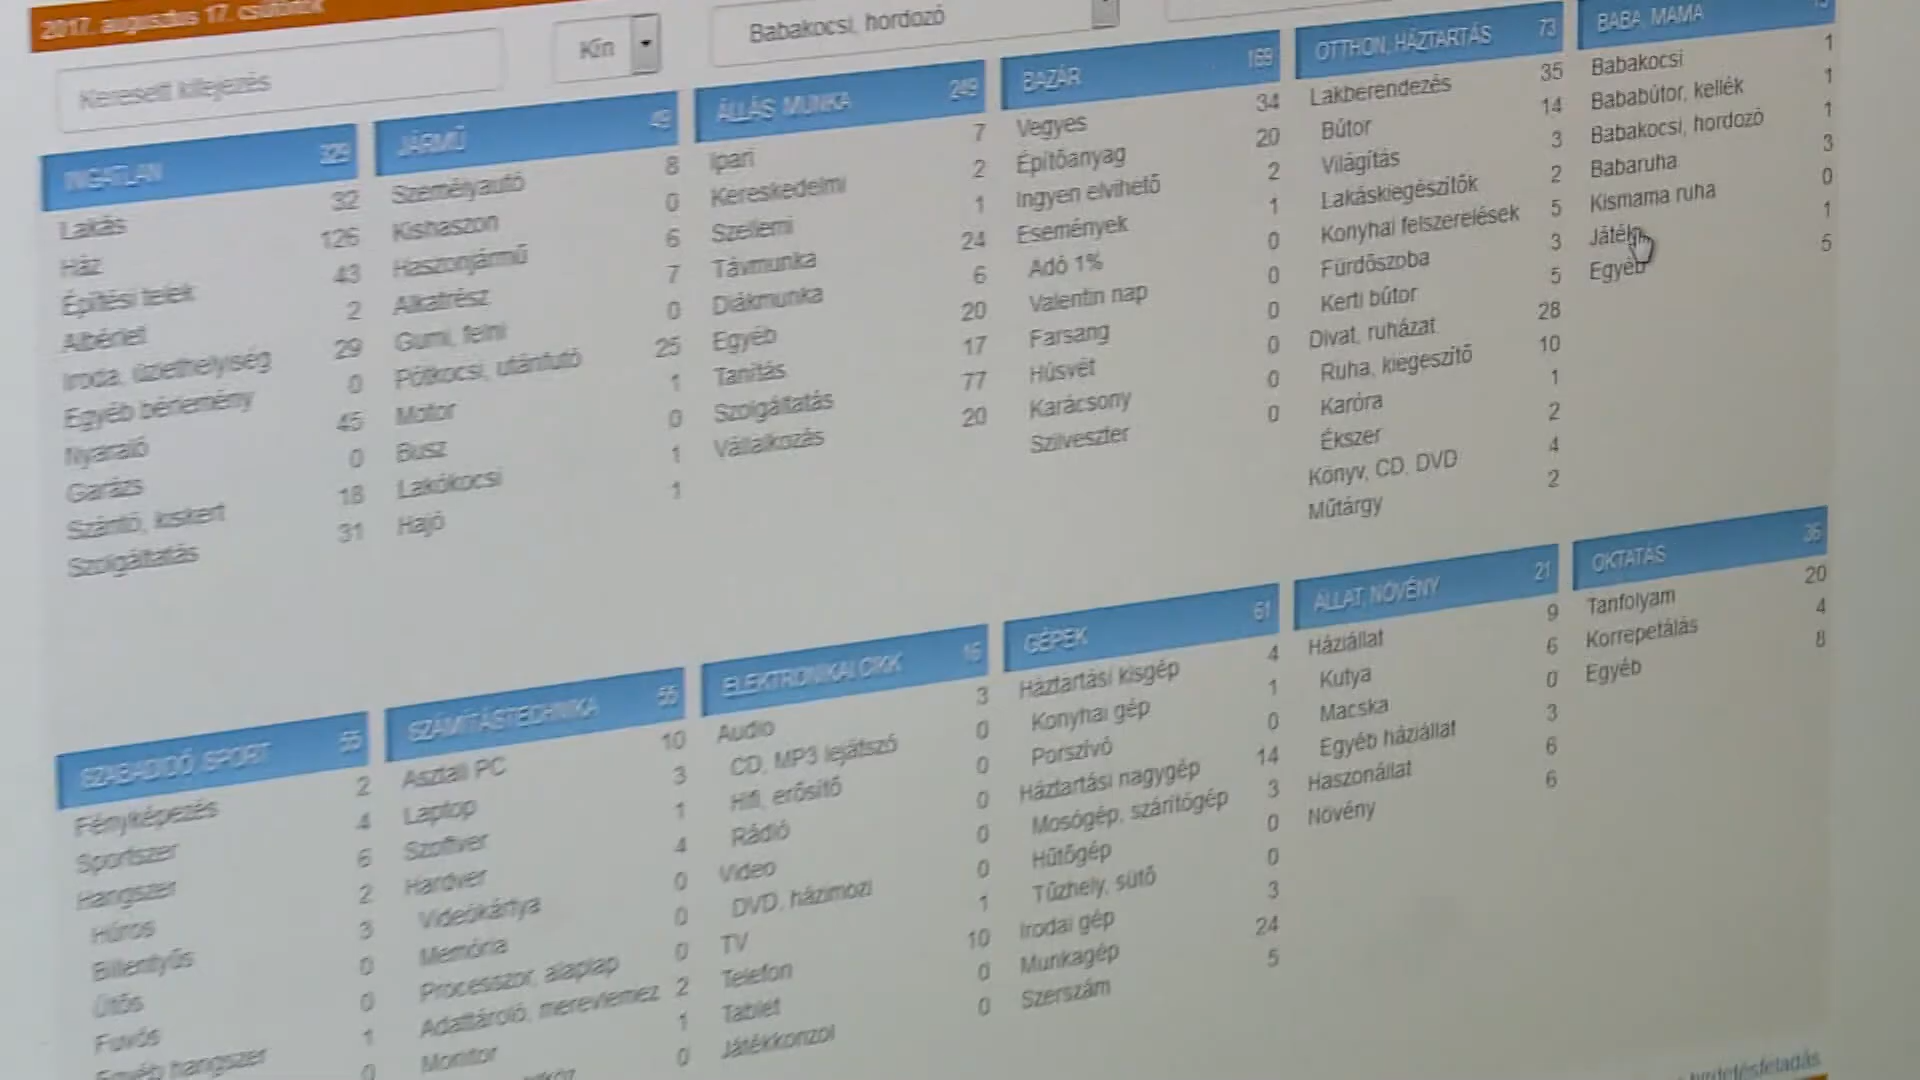 2017. augusztus 17. csütörtök
Keresett kifejezés
Kín
Babakocsi, hordozó
INGATLAN 329
Lakás 32
Ház 126
Építési telek 43
Albérlet 2
Iroda, üzlethelyiség 29
Egyéb bérlemény 0
Nyaraló 45
Garázs 0
Szántó, kiskert 18
Szolgáltatás 31
JÁRMŰ 49
Személyautó 8
Kishaszon 0
Haszonjármű 6
Alkatrész 7
Gumi, felni 0
Pótkocsi, utánfutó 25
Motor 1
Busz 0
Lakókocsi 1
Hajó 1
ÁLLÁS, MUNKA 249
Ipari 7
Kereskedelmi 2
Szellemi 1
Távmunka 24
Diákmunka 6
Egyéb 20
Tanítás 17
Szolgáltatás 77
Vállalkozás 20
BAZÁR 169
Vegyes 34
Építőanyag 20
Ingyen elvihető 2
Események 1
Adó 1% 0
Valentin nap 0
Farsang 0
Húsvét 0
Karácsony 0
Szilveszter 0
OTTHON, HÁZTARTÁS 73
Lakberendezés 35
Bútor 14
Világítás 3
Lakáskiegészítők 2
Konyhai felszerelések 5
Fürdőszoba 3
Kerti bútor 5
Divat, ruházat 28
Ruha, kiegészítő 10
Karóra 1
Ékszer 2
Könyv, CD, DVD 4
Műtárgy 2
BABA, MAMA
Babakocsi 1
Bababútor, kellék 1
Babakocsi, hordozó 1
Babaruha 3
Kismama ruha 0
Játék 1
Egyéb 5
SZABADIDŐ, SPORT 55
Fényképezés 2
Sportszer 4
Hangszer 6
Húros 2
Billentyűs 3
Ütős 0
Fúvós 0
Egyéb hangszer 1
0
SZÁMÍTÁSTECHNIKA 55
Asztali PC 10
Laptop 3
Szoftver 1
Hardver 4
Videókártya 0
Memória 0
Processzor, alaplap 0
Adattároló, merevlemez 2
Monitor 1
0
ELEKTRONIKAI CIKK 16
Audio 3
CD, MP3 lejátszó 0
Hifi, erősítő 0
Rádió 0
Video 0
DVD, házimozi 0
TV 1
Telefon 10
Tablet 0
Játékkonzol 0
GÉPEK 61
Háztartási kisgép 4
Konyhai gép 1
Porszívó 0
Háztartási nagygép 14
Mosógép, szárítógép 3
Hűtőgép 0
Tűzhely, sütő 0
Irodai gép 3
Munkagép 24
Szerszám 5
ÁLLAT, NÖVÉNY 21
Háziállat 9
Kutya 6
Macska 0
Egyéb háziállat 3
Haszonállat 6
Növény 6
OKTATÁS 36
Tanfolyam 20
Korrepetálás 4
Egyéb 8
hirdetésfeladás